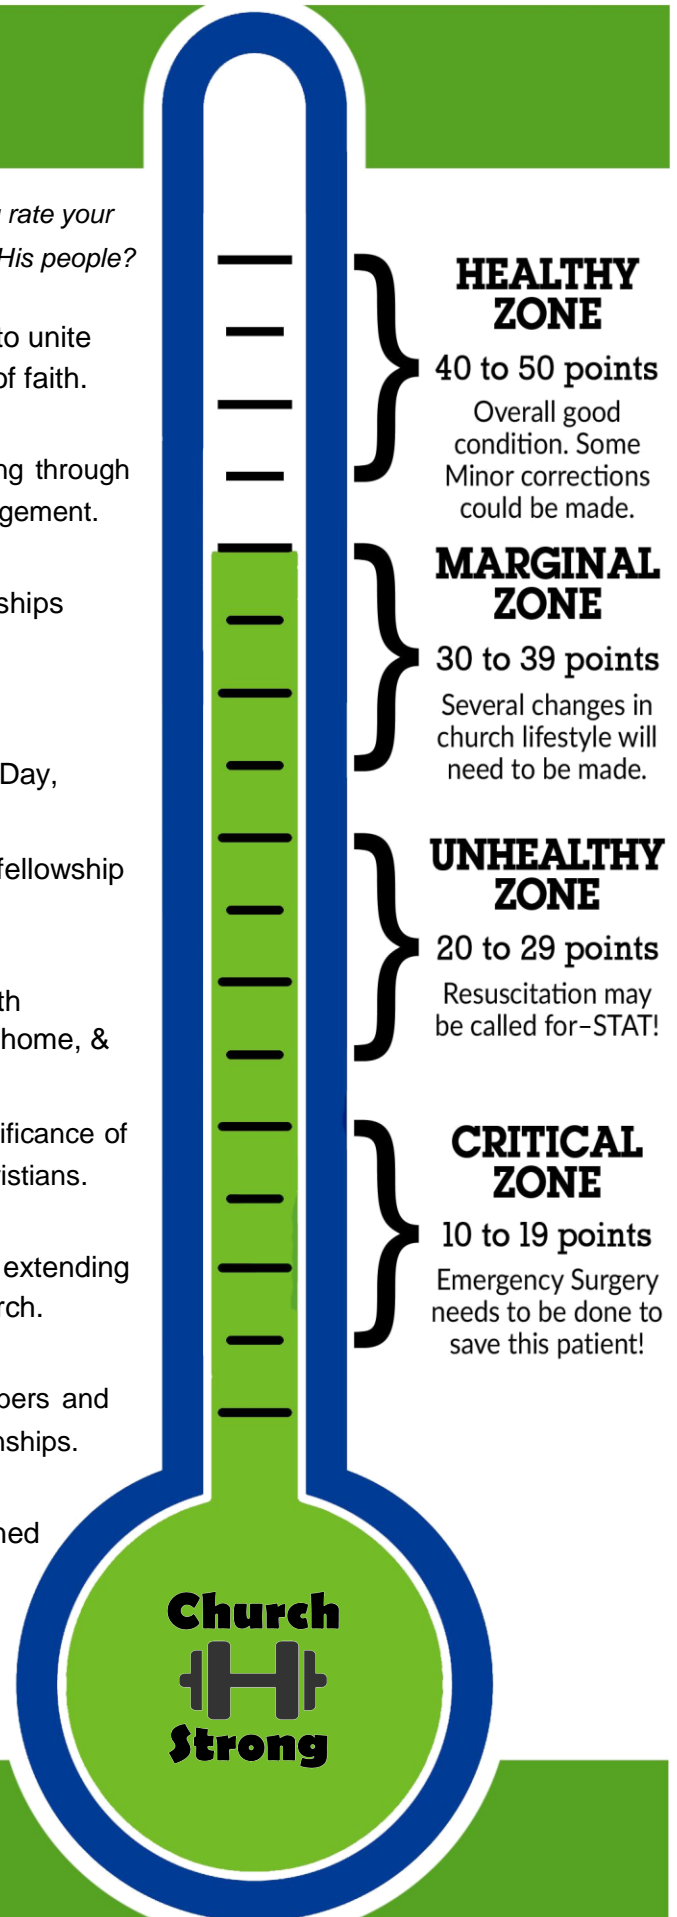 rate your
His people?
to unite
of faith.
ng through
gement.
ships
Day,
fellowship
th
home, &
ificance of
istians.
extending
rch.
bers and
nships.
ned
HEALTHY
ZONE
40 to 50 points
Overall good
condition. Some
Minor corrections
could be made.
MARGINAL
ZONE
30 to 39 points
Several changes in
church lifestyle will
need to be made.
UNHEALTHY
ZONE
20 to 29 points
Resuscitation may
be called for–STAT!
CRITICAL
ZONE
10 to 19 points
Emergency Surgery
needs to be done to
save this patient!
Church
Strong